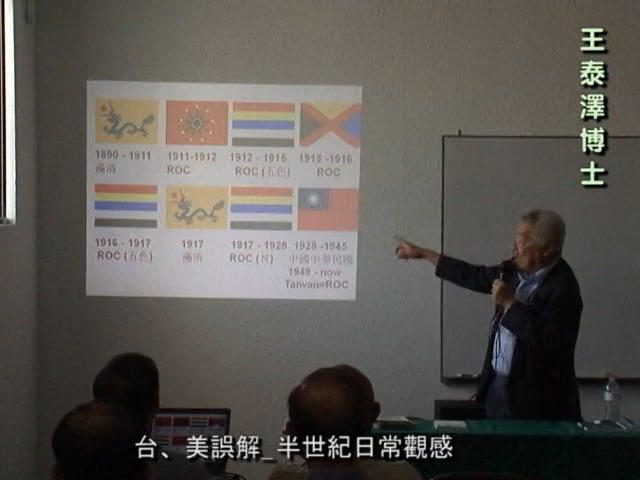 王泰澤博士
1890 - 1911
滿清
1911-1912
ROC
1912 - 1915
ROC (五色)
1915 -1916
ROC
1916 - 1917
ROC (五色)
1917
滿清
1917 - 1928
ROC (N)
1928 -1945
中國中華民國
1949 - now
Taiwan=ROC
台、美誤解_半世紀日常觀感